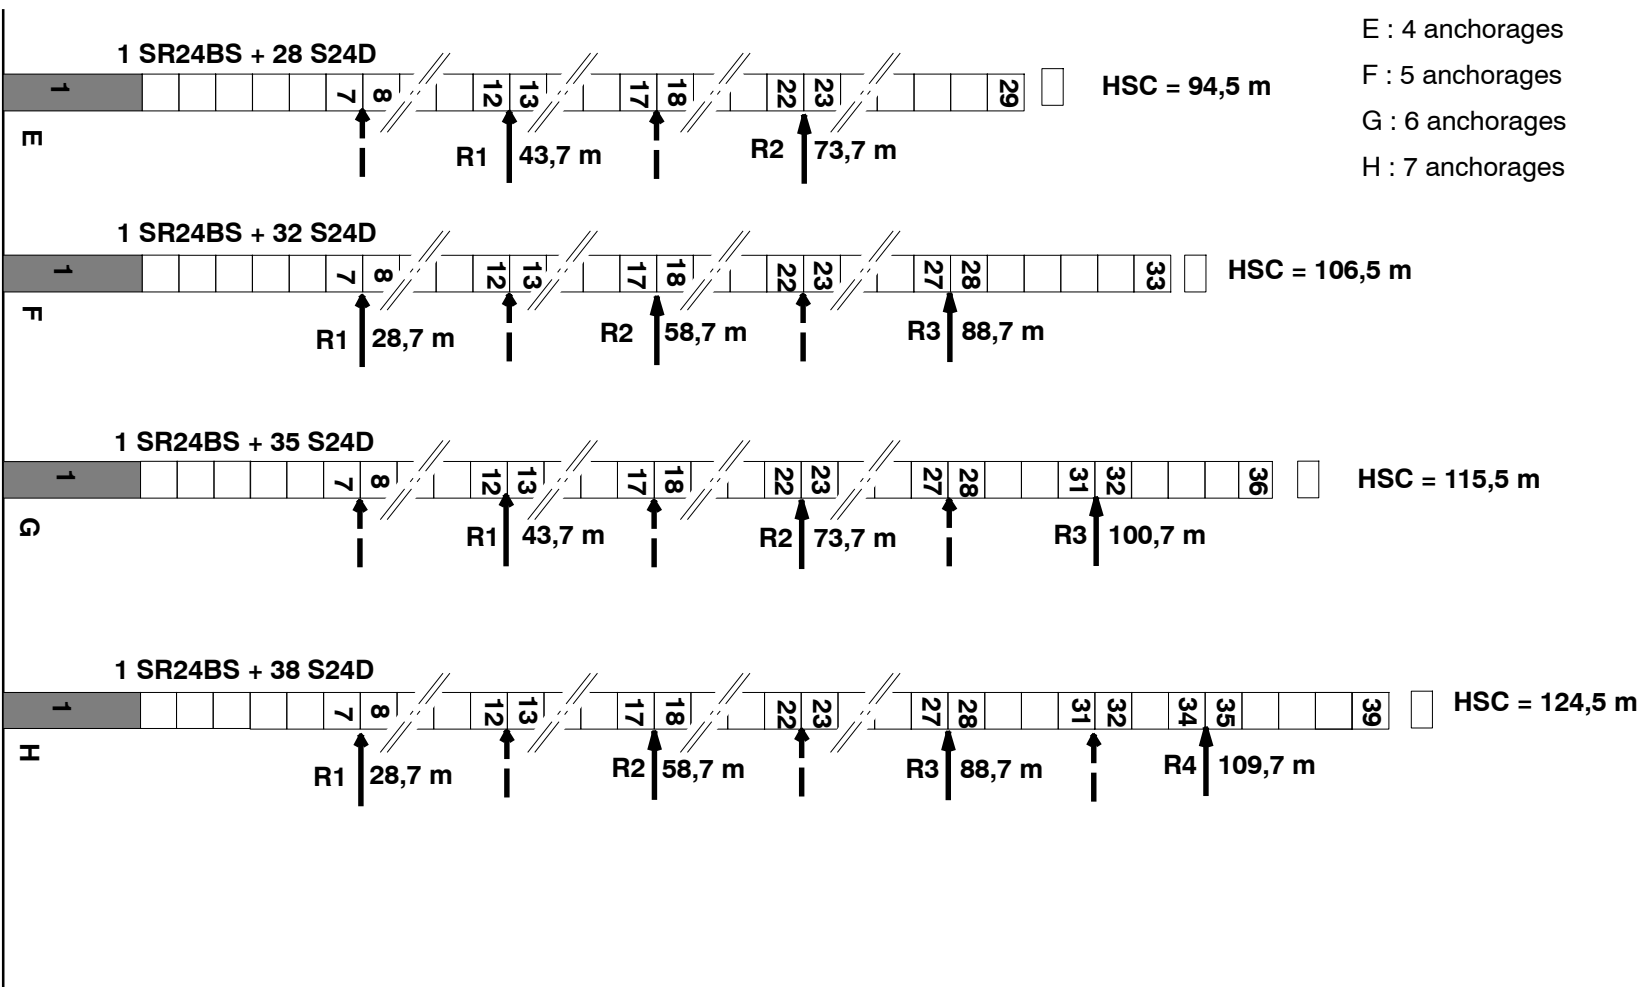 E : 4 anchorages
F : 5 anchorages
G : 6 anchorages
H : 7 anchorages
1 SR24BS + 28 S24D
1 7 8 12 13 17 18 22 23 29
HSC = 94,5 m
E
R1 43,7 m
R2 73,7 m
1 SR24BS + 32 S24D
1 7 8 12 13 17 18 22 23 27 28 33
HSC = 106,5 m
F
R1 28,7 m
R2 58,7 m
R3 88,7 m
1 SR24BS + 35 S24D
1 7 8 12 13 17 18 22 23 27 28 31 32 36
HSC = 115,5 m
G
R1 43,7 m
R2 73,7 m
R3 100,7 m
1 SR24BS + 38 S24D
1 7 8 12 13 17 18 22 23 27 28 31 32 34 35 39
HSC = 124,5 m
H
R1 28,7 m
R2 58,7 m
R3 88,7 m
R4 109,7 m